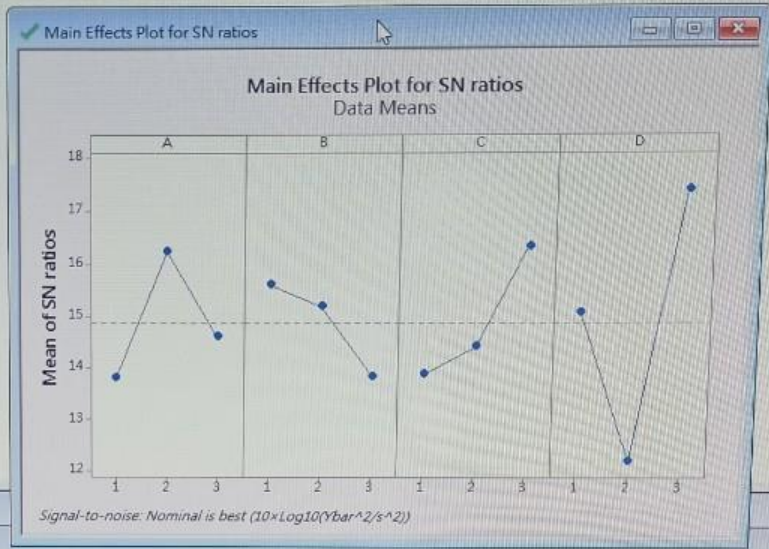 Main Effects Plot for SN ratios
Main Effects Plot for SN ratios
Data Means
A B C D
Mean of SN ratios
18
17
16
15
14
13
12
1 2 3 1 2 3 1 2 3 1 2 3
Signal-to-noise: Nominal is best (10×Log10(Ybar^2/s^2))